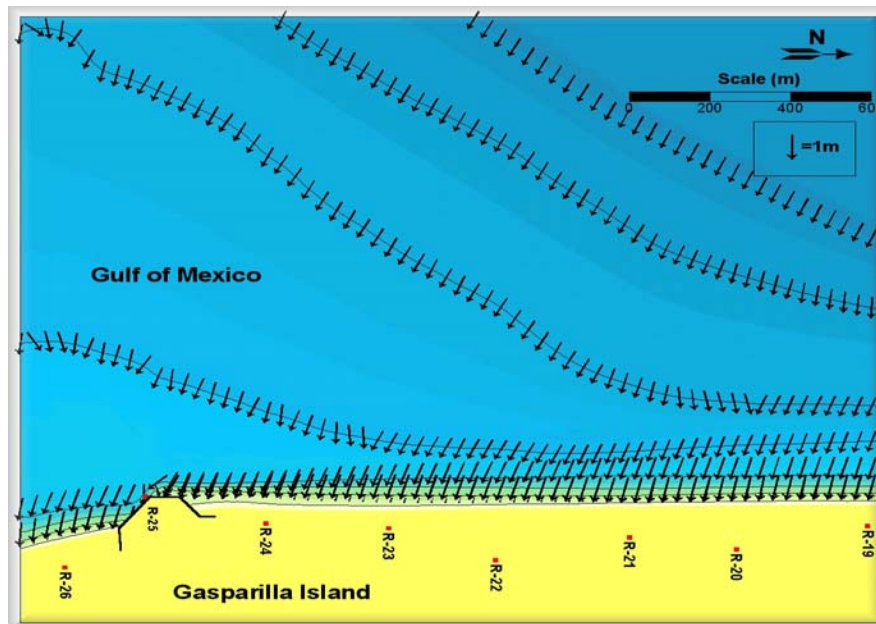 N
Scale (m)
0 200 400 60
=1m
Gulf of Mexico
R-25
R-24
R-23
R-22
R-21
R-20
R-19
R-26
Gasparilla Island